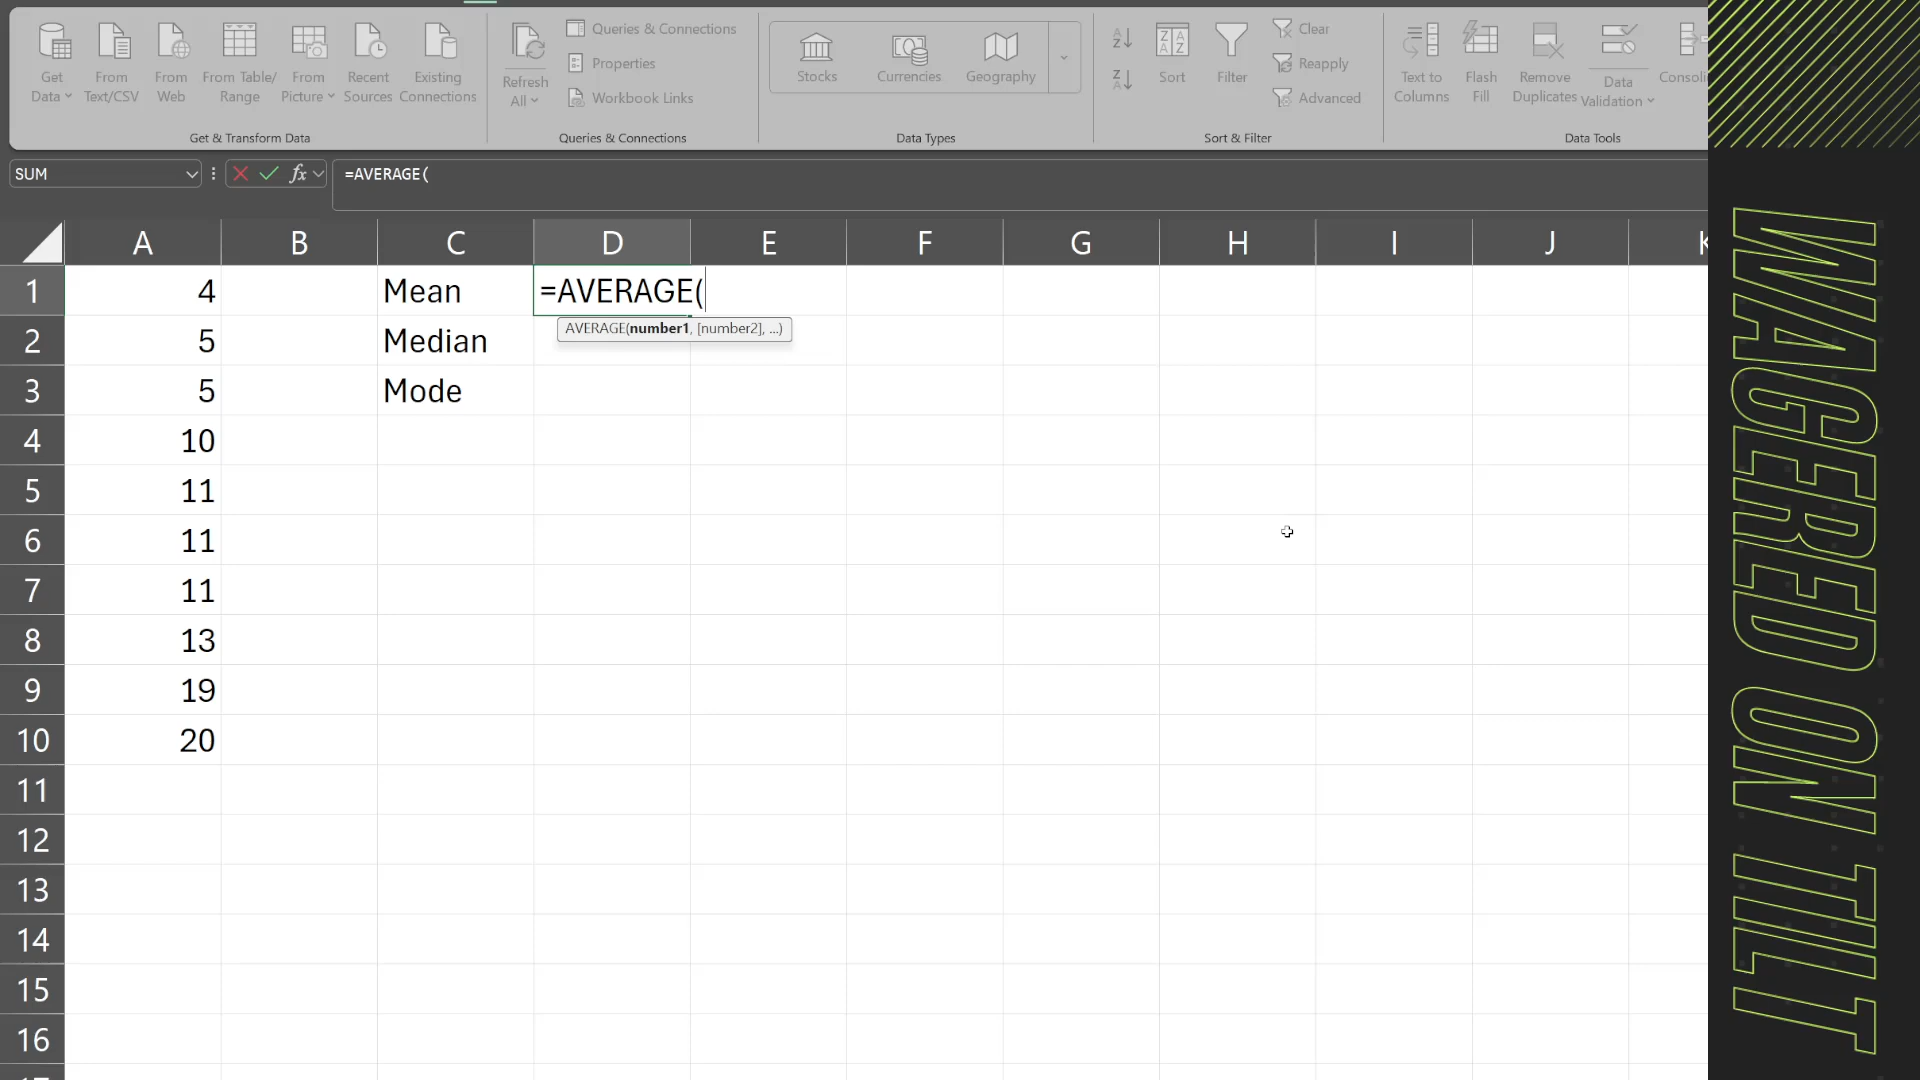 Get Data
From Text/CSV
From Web
From Table/ Range
From Picture
Recent Sources
Existing Connections
Get & Transform Data
Refresh All
Queries & Connections
Properties
Workbook Links
Queries & Connections
Stocks
Currencies
Geography
Data Types
Sort
Filter
Clear
Reapply
Advanced
Sort & Filter
Text to Columns
Flash Fill
Remove Duplicates
Data Validation
Data Tools
SUM
fx
=AVERAGE(
A B C D E F G H I J
1 4 Mean =AVERAGE(
AVERAGE(number1, [number2], ...)
2 5 Median
3 5 Mode
4 10
5 11
6 11
7 11
8 13
9 19
10 20
11
12
13
14
15
16
WAGERED ON TILT